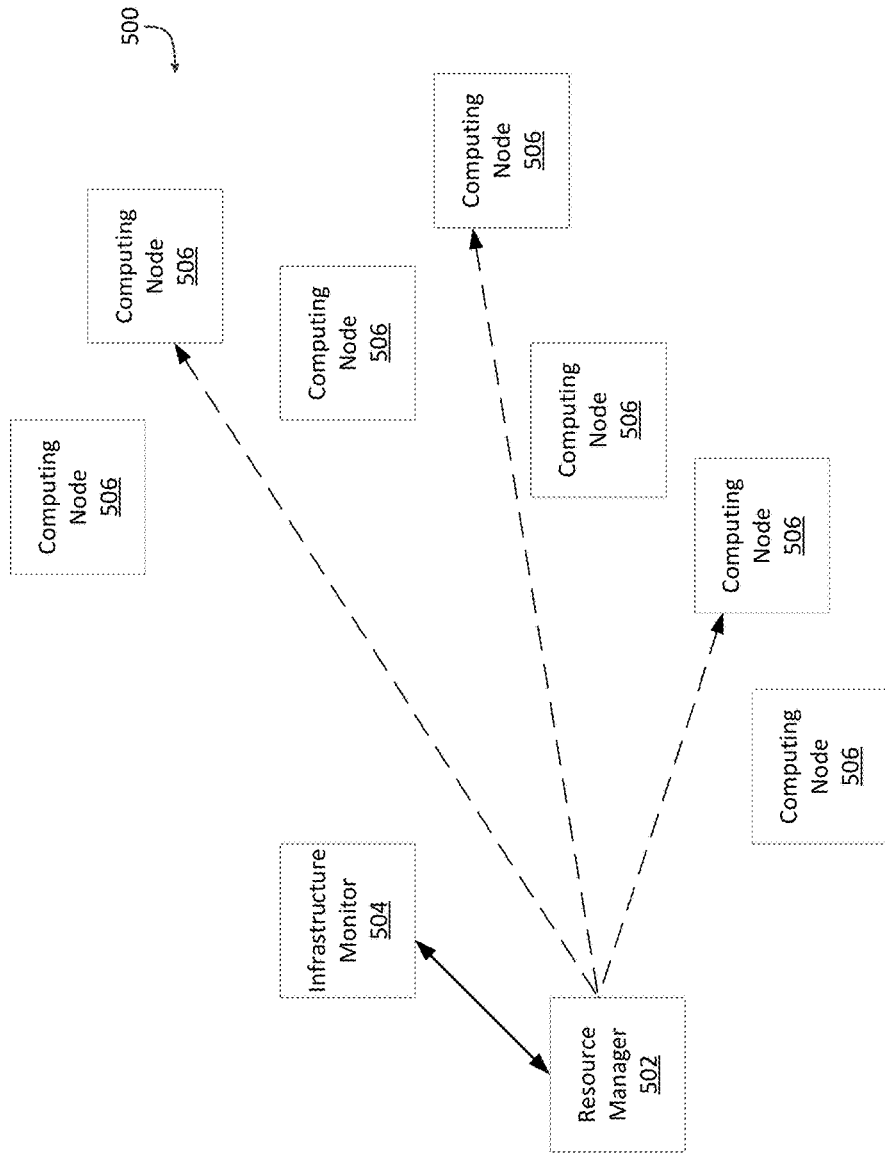 500
Computing
Node
506
Computing
Node
506
Infrastructure
Monitor
504
Computing
Node
506
Computing
Node
506
Resource
Manager
502
Computing
Node
506
Computing
Node
506
Computing
Node
506